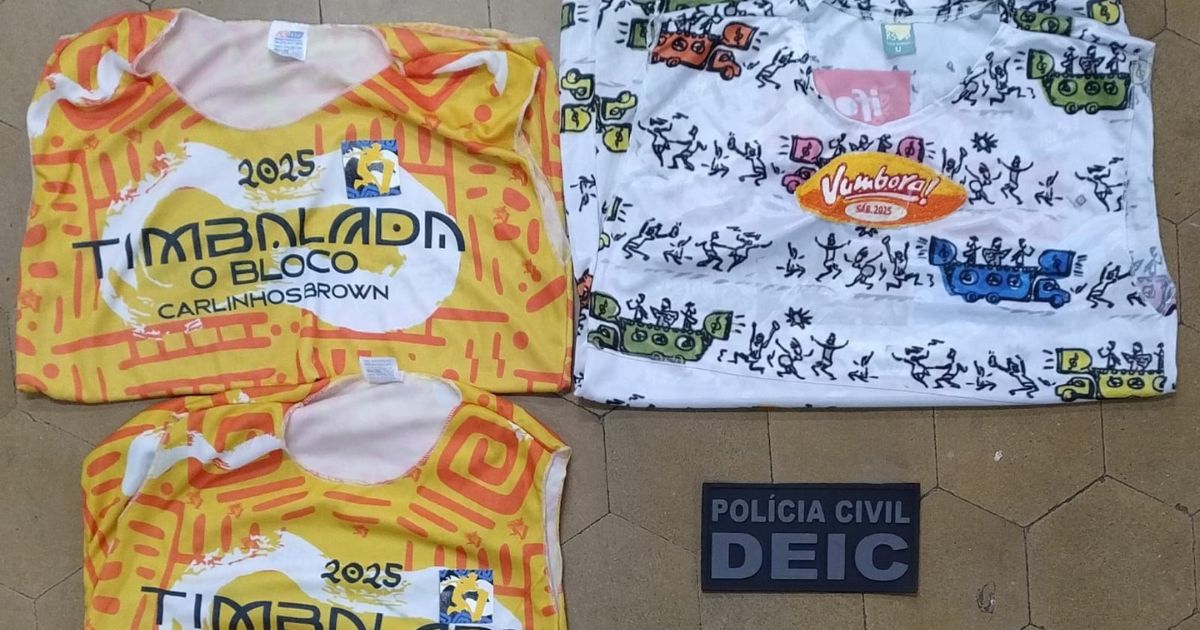 2025
TIMBALADA
O BLOCO
CARLINHOS BROWN
U
Vumbora!
SÁB. 2025
2025
TIMBALADA
POLÍCIA CIVIL
DEIC